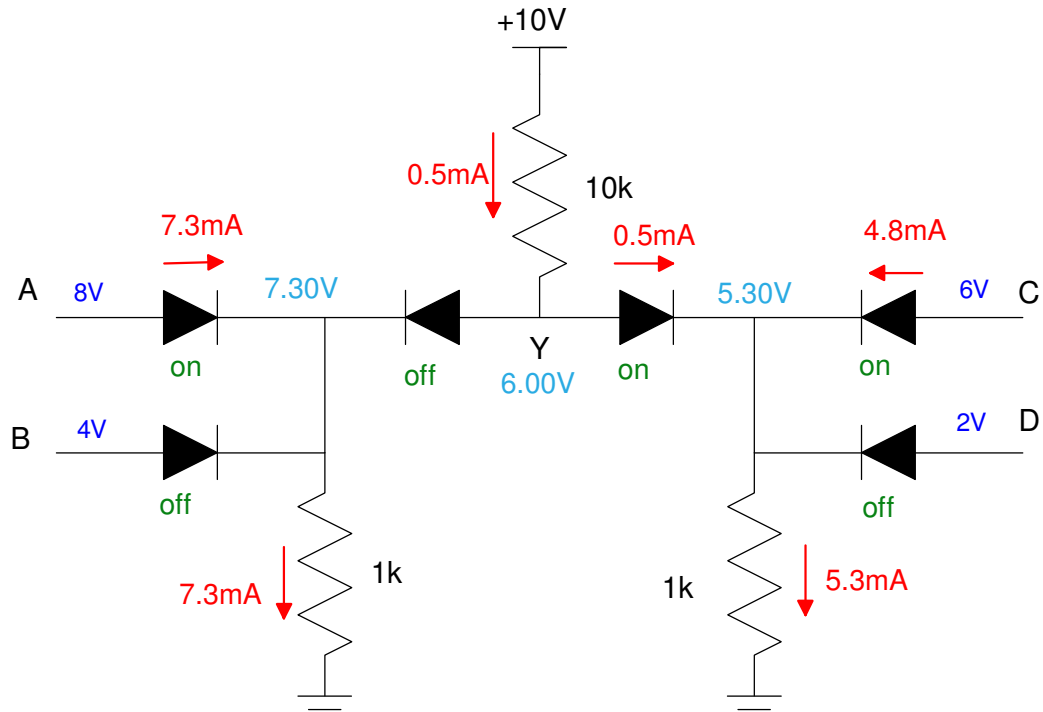 +10V
0.5mA
10k
7.3mA
0.5mA
4.8mA
A
8V
7.30V
5.30V
6V
C
on
off
Y
6.00V
on
on
B
4V
2V
D
off
off
7.3mA
1k
1k
5.3mA